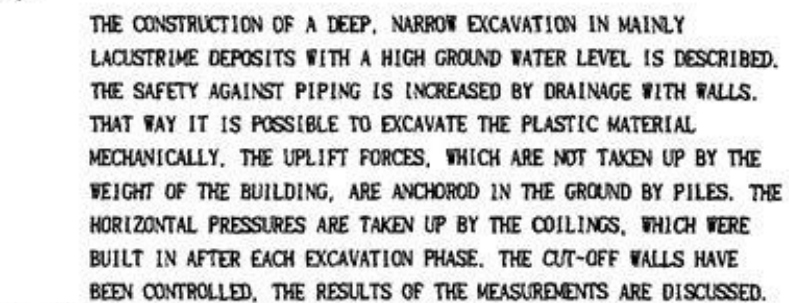 THE CONSTRUCTION OF A DEEP, NARROW EXCAVATION IN MAINLY
LACUSTRIME DEPOSITS WITH A HIGH GROUND WATER LEVEL IS DESCRIBED.
THE SAFETY AGAINST PIPING IS INCREASED BY DRAINAGE WITH WALLS.
THAT WAY IT IS POSSIBLE TO EXCAVATE THE PLASTIC MATERIAL
MECHANICALLY. THE UPLIFT FORCES, WHICH ARE NOT TAKEN UP BY THE
WEIGHT OF THE BUILDING, ARE ANCHOROD IN THE GROUND BY PILES. THE
HORIZONTAL PRESSURES ARE TAKEN UP BY THE COILINGS, WHICH WERE
BUILT IN AFTER EACH EXCAVATION PHASE. THE CUT-OFF WALLS HAVE
BEEN CONTROLLED, THE RESULTS OF THE MEASUREMENTS ARE DISCUSSED.